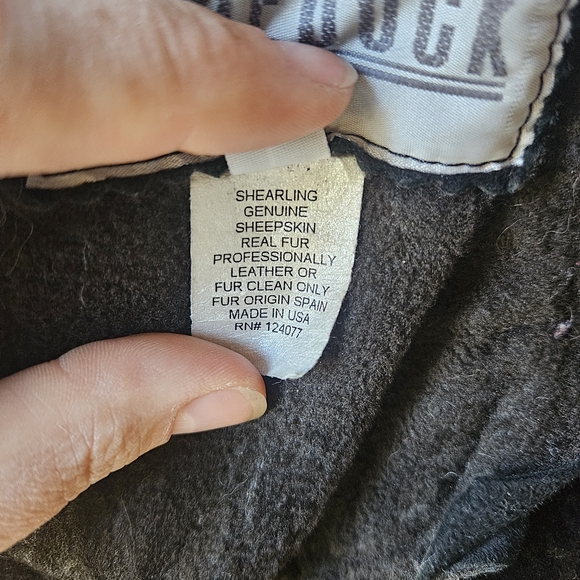 SHEARLING
GENUINE
SHEEPSKIN
REAL FUR
PROFESSIONALLY
LEATHER OR
FUR CLEAN ONLY
FUR ORIGIN SPAIN
MADE IN USA
RN# 124077